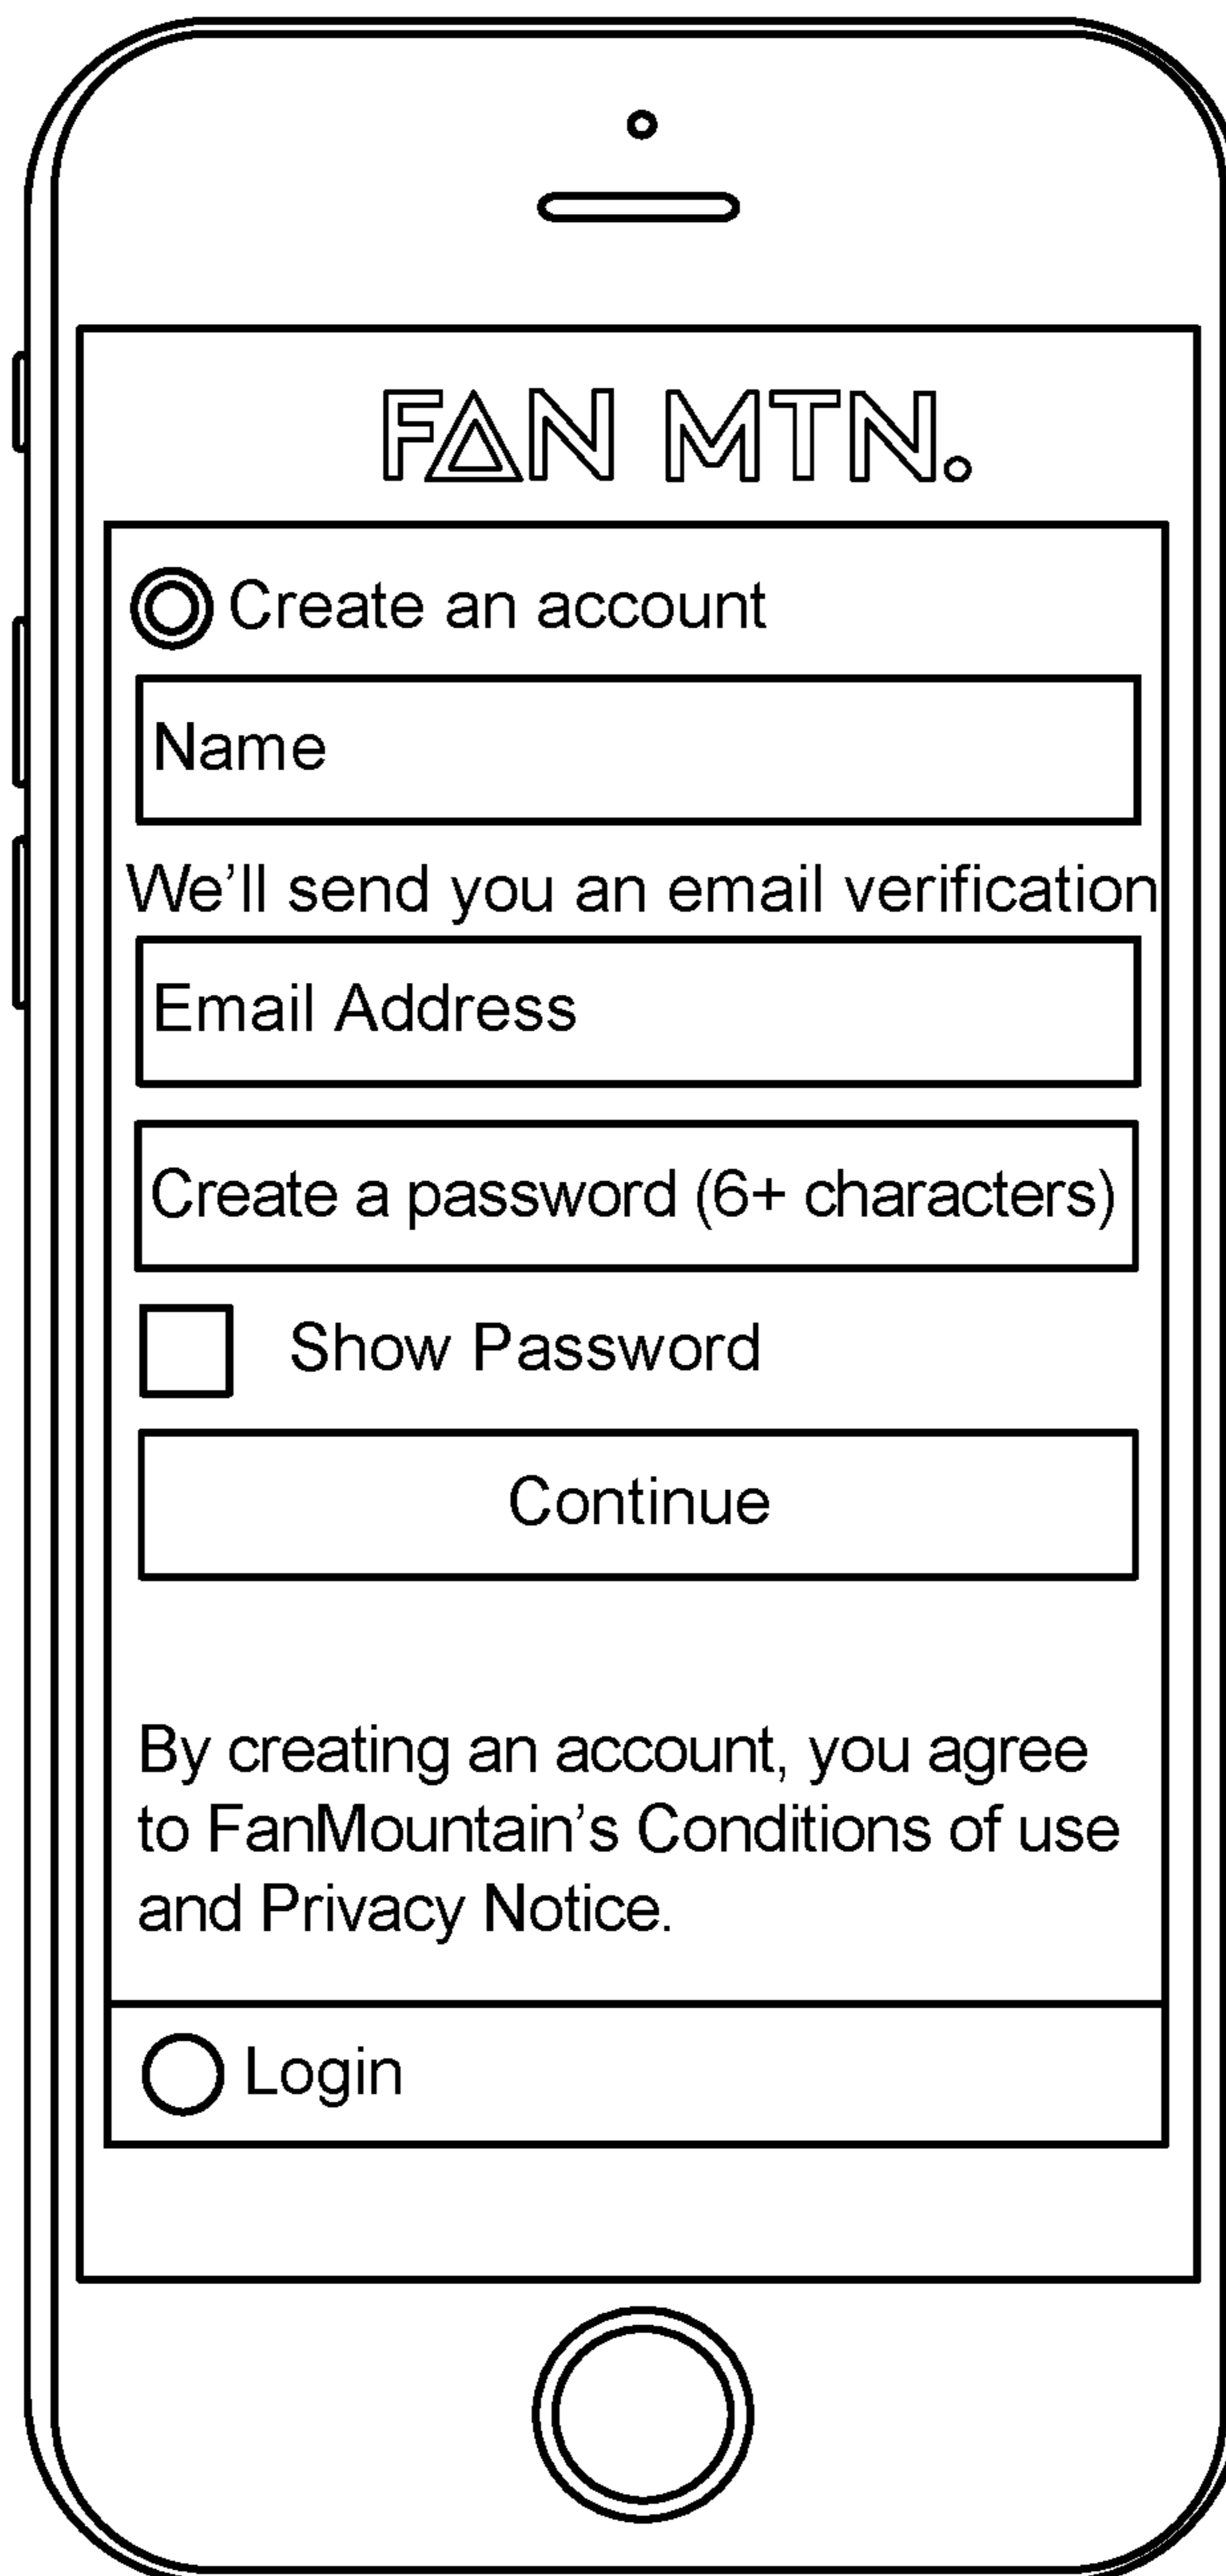 FAN MTN.
Create an account
Name
We’ll send you an email verification
Email Address
Create a password (6+ characters)
Show Password
Continue
By creating an account, you agree
to FanMountain’s Conditions of use
and Privacy Notice.
Login